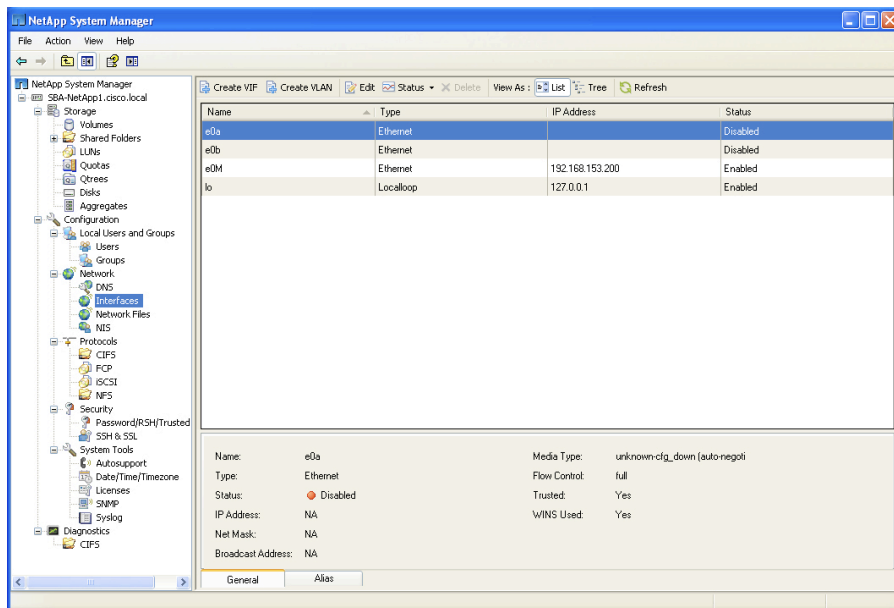 NetApp System Manager
File Action View Help
NetApp System Manager
SBA-NetApp1.cisco.local
Storage
Volumes
Shared Folders
LUNs
Quotas
Qtrees
Disks
Aggregates
Configuration
Local Users and Groups
Users
Groups
Network
DNS
Interfaces
Network Files
NIS
Protocols
CIFS
FCP
iSCSI
NFS
Security
Password/RSH/Trusted
SSH & SSL
System Tools
Autosupport
Date/Time/Timezone
Licenses
SNMP
Syslog
Diagnostics
CIFS
Create VIF Create VLAN Edit Status Delete View As : List Tree Refresh
Name Type IP Address Status
e0a Ethernet Disabled
e0b Ethernet Disabled
e0M Ethernet 192.168.153.200 Enabled
lo Localloop 127.0.0.1 Enabled
Name: e0a Media Type: unknown-cfg_down (auto-negoti
Type: Ethernet Flow Control: full
Status: Disabled Trusted: Yes
IP Address: NA WINS Used: Yes
Net Mask: NA
Broadcast Address: NA
General Alias